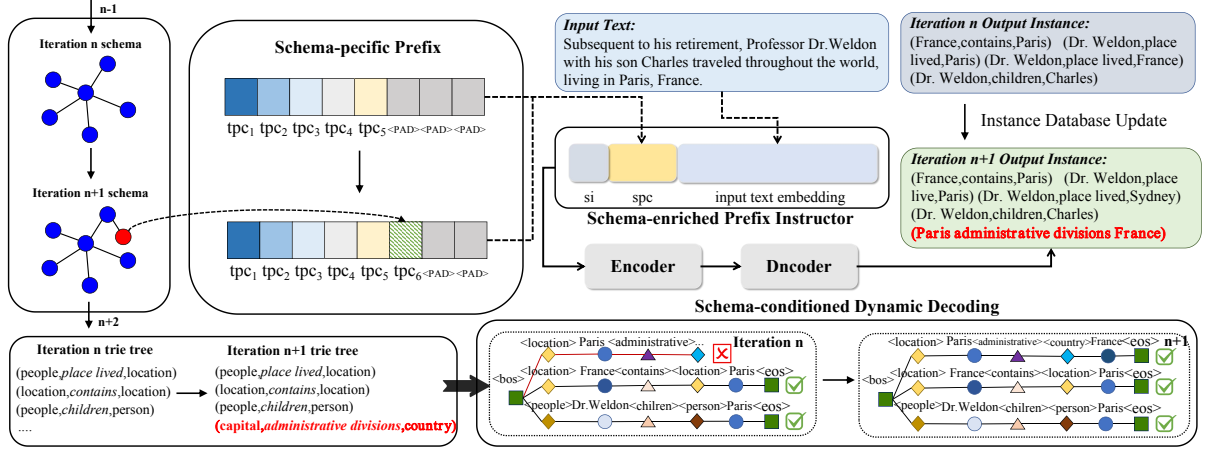 n-1
Iteration n schema
Iteration n+1 schema
n+2
Schema-pecific Prefix
tpc1 tpc2 tpc3 tpc4 tpc5 <PAD> <PAD> <PAD>
tpc1 tpc2 tpc3 tpc4 tpc5 tpc6 <PAD> <PAD>
Input Text:
Subsequent to his retirement, Professor Dr.Weldon
with his son Charles traveled throughout the world,
living in Paris, France.
si spc input text embedding
Schema-enriched Prefix Instructor
Encoder
Dncoder
Iteration n Output Instance:
(France,contains,Paris) (Dr. Weldon,place
lived,Paris) (Dr. Weldon,place lived,France)
(Dr. Weldon,children,Charles)
Instance Database Update
Iteration n+1 Output Instance:
(France,contains,Paris) (Dr. Weldon,place
live,Paris) (Dr. Weldon,place lived,Sydney)
(Dr. Weldon,children,Charles)
(Paris administrative divisions France)
Iteration n trie tree
(people,place lived,location)
(location,contains,location)
(people,children,person)
....
Iteration n+1 trie tree
(people,place lived,location)
(location,contains,location)
(people,children,person)
(capital,administrative divisions,country)
Schema-conditioned Dynamic Decoding
Iteration n
<location> Paris <administrative>...
<bos>
<location> France<contains><location> Paris<eos>
<people>Dr.Weldon<chilren><person>Paris<eos>
n+1
<location> Paris <administrative> <country> France<eos>
<bos>
<location> France<contains><location> Paris<eos>
<people>Dr.Weldon<chilren><person>Paris<eos>